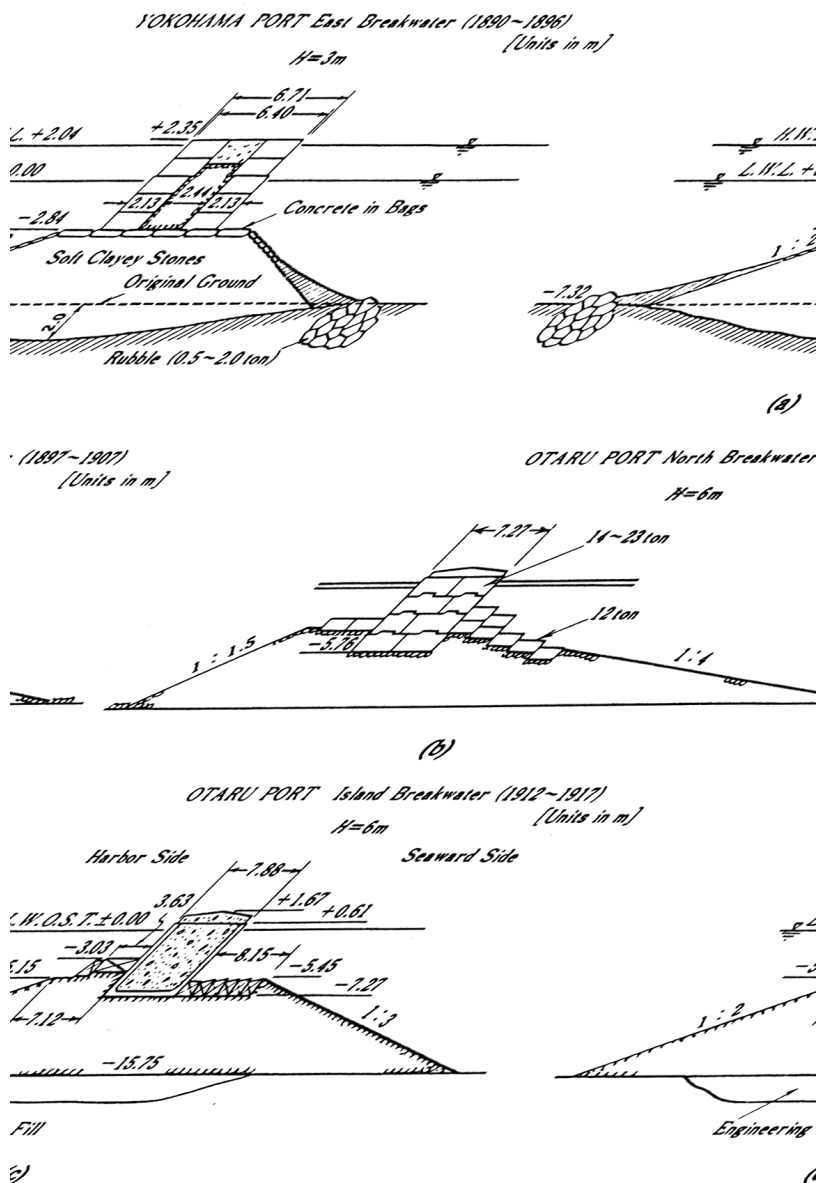 YOKOHAMA PORT East Breakwater (1890~1896)
[Units in m]
H=3m
6.71
6.40
L. +2.04
+2.35
H.W.
0.00
L.W.L. +
2.13
2.44
2.13
Concrete in Bags
-2.84
1 : 2
Soft Clayey Stones
Original Ground
-7.32
2.0
Rubble (0.5~2.0 ton)
(a)
(1897~1907)
[Units in m]
OTARU PORT North Breakwater
H=6m
7.27
14~23 ton
12 ton
-5.76
1 : 1.5
1:4
(b)
OTARU PORT Island Breakwater (1912~1917)
[Units in m]
H=6m
Harbor Side
Seaward Side
7.88
3.63
+1.67
.W.O.S.T. ±0.00
+0.61
-3.03
8.15
5.15
-5.45
-7.27
7.12
1:3
1 : 2
-15.75
Fill
Engineering
(c)